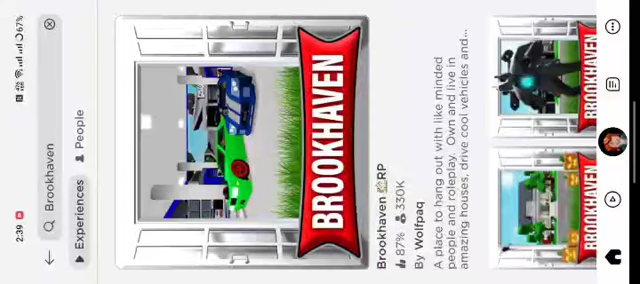 2:39
67%
Brookhaven
Experiences
People
BROOKHAVEN
Brookhaven 🏡RP
87% 330K
By Wolfpaq
A place to hang out with like minded
people and roleplay. Own and live in
amazing houses, drive cool vehicles and...
BROOKHAVEN
BROOKHAVEN